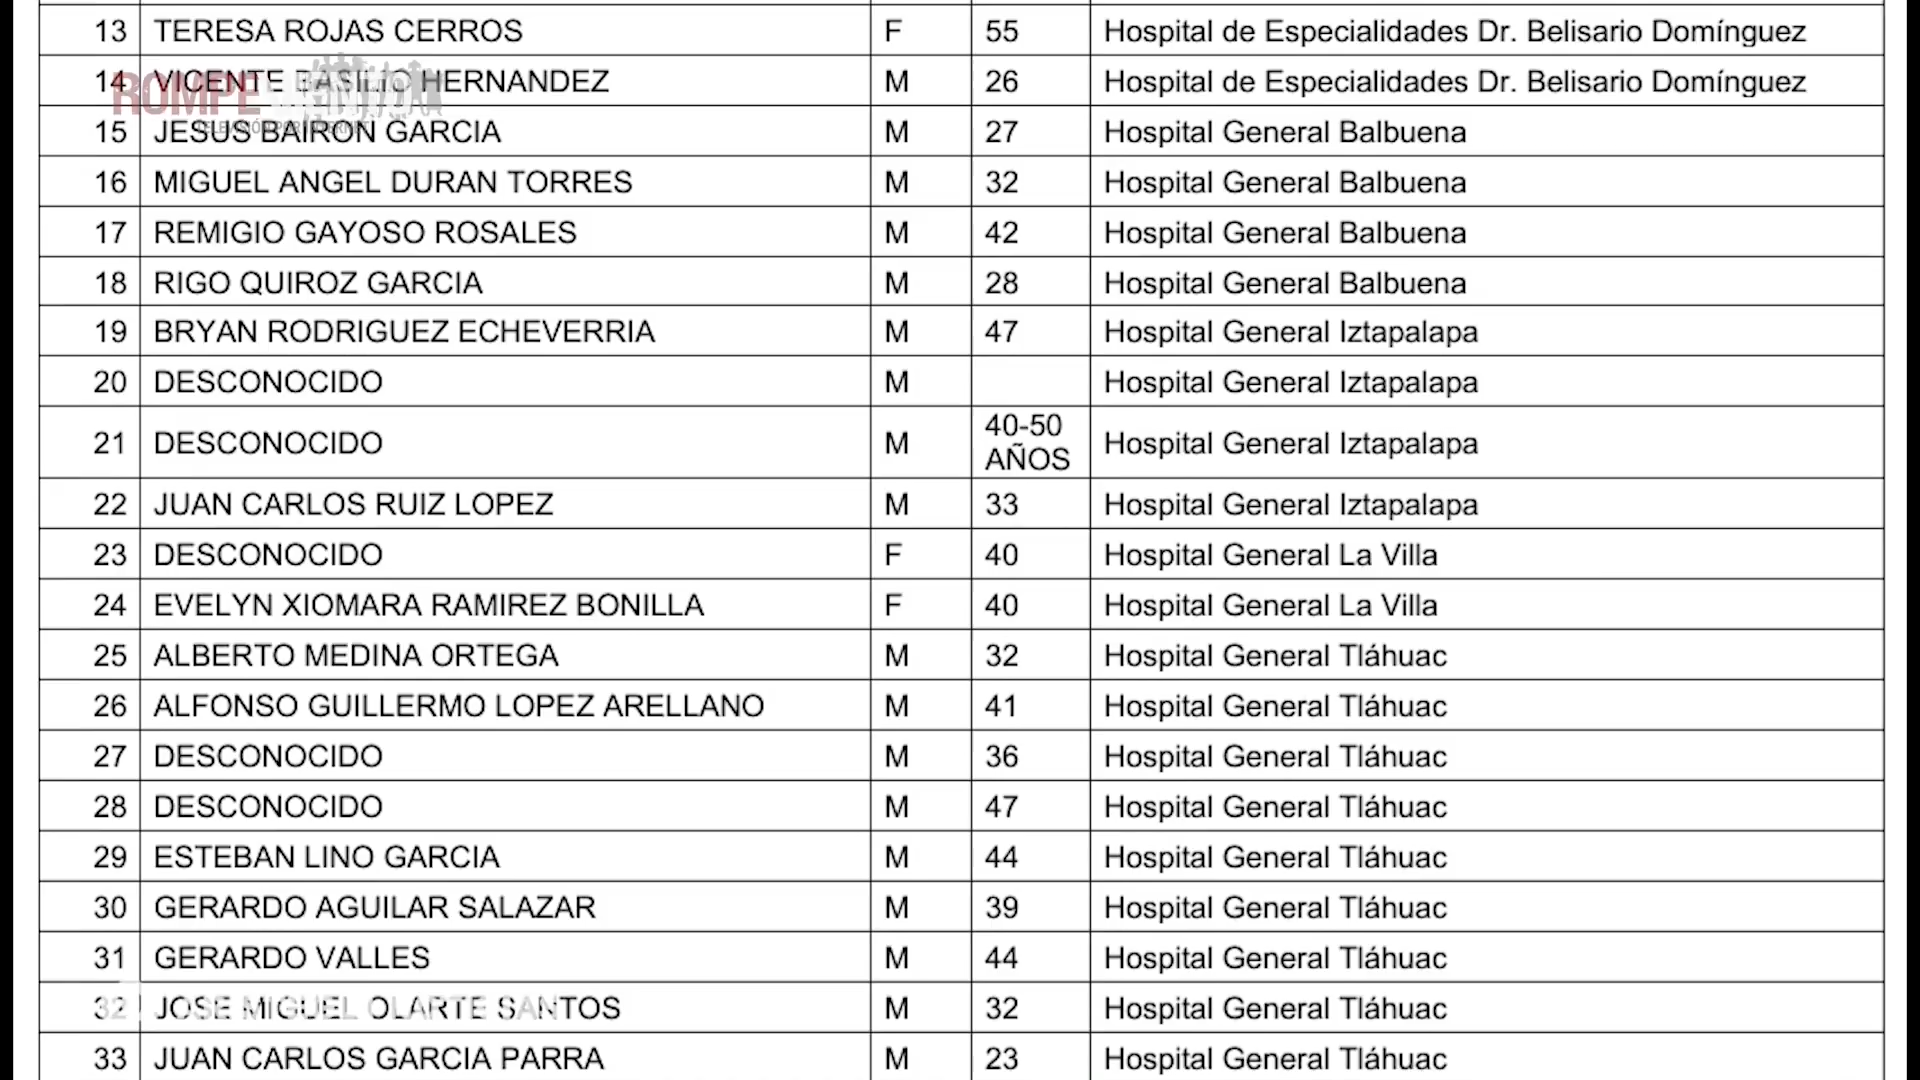 13 TERESA ROJAS CERROS F 55 Hospital de Especialidades Dr. Belisario Domínguez
14 VICENTE BASILIO HERNANDEZ M 26 Hospital de Especialidades Dr. Belisario Domínguez
ROMPE
15 JESUS BAIRON GARCIA M 27 Hospital General Balbuena
16 MIGUEL ANGEL DURAN TORRES M 32 Hospital General Balbuena
17 REMIGIO GAYOSO ROSALES M 42 Hospital General Balbuena
18 RIGO QUIROZ GARCIA M 28 Hospital General Balbuena
19 BRYAN RODRIGUEZ ECHEVERRIA M 47 Hospital General Iztapalapa
20 DESCONOCIDO M Hospital General Iztapalapa
21 DESCONOCIDO M 40-50 AÑOS Hospital General Iztapalapa
22 JUAN CARLOS RUIZ LOPEZ M 33 Hospital General Iztapalapa
23 DESCONOCIDO F 40 Hospital General La Villa
24 EVELYN XIOMARA RAMIREZ BONILLA F 40 Hospital General La Villa
25 ALBERTO MEDINA ORTEGA M 32 Hospital General Tláhuac
26 ALFONSO GUILLERMO LOPEZ ARELLANO M 41 Hospital General Tláhuac
27 DESCONOCIDO M 36 Hospital General Tláhuac
28 DESCONOCIDO M 47 Hospital General Tláhuac
29 ESTEBAN LINO GARCIA M 44 Hospital General Tláhuac
30 GERARDO AGUILAR SALAZAR M 39 Hospital General Tláhuac
31 GERARDO VALLES M 44 Hospital General Tláhuac
32 JOSE MIGUEL OLARTE SANTOS M 32 Hospital General Tláhuac
33 JUAN CARLOS GARCIA PARRA M 23 Hospital General Tláhuac